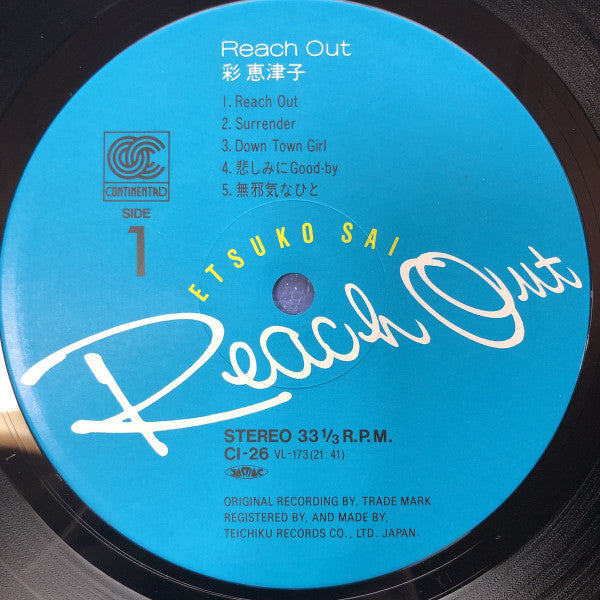 Reach Out
彩 恵津子
1. Reach Out
2. Surrender
3. Down Town Girl
4. 悲しみにGood-by
5. 無邪気なひと
CONTINENTAL
SIDE
1
ETSUKO SAI
Reach Out
STEREO 33 1/3 R.P.M.
CI-26 VL-173(21:41)
JASRAC
ORIGINAL RECORDING BY, TRADE MARK
REGISTERED BY, AND MADE BY,
TEICHIKU RECORDS CO., LTD. JAPAN.